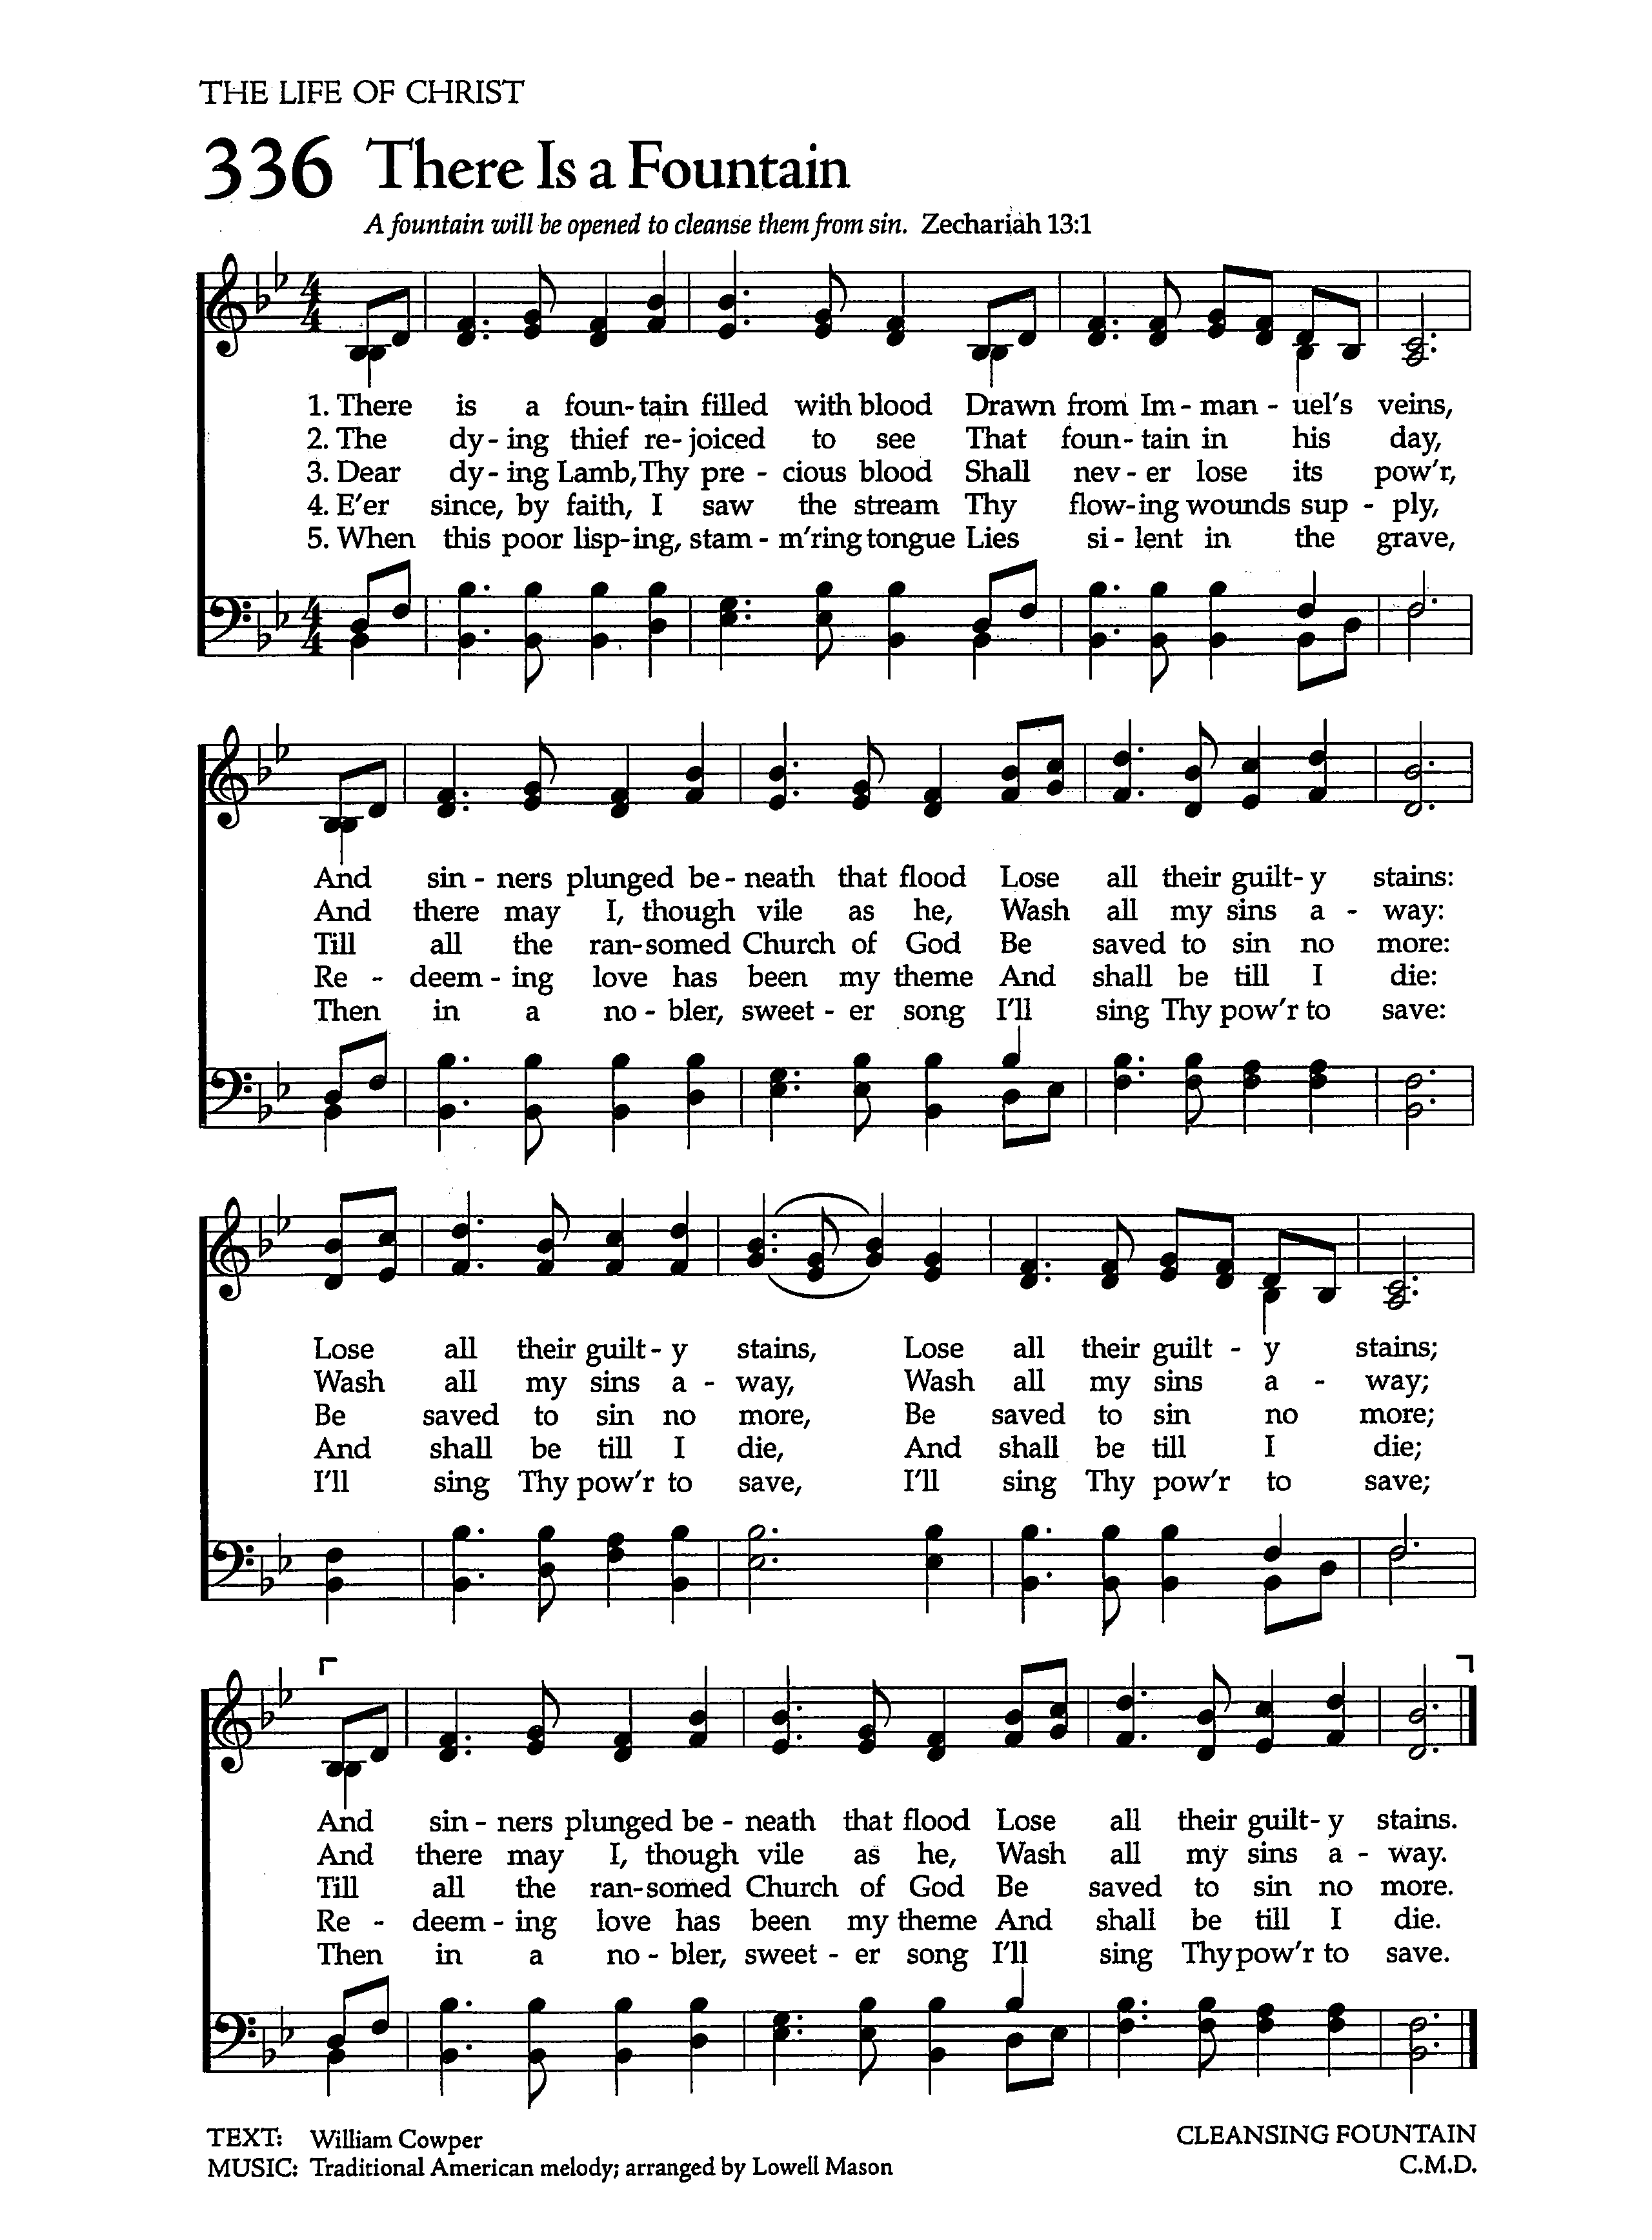 THE LIFE OF CHRIST
336 There Is a Fountain
A fountain will be opened to cleanse them from sin. Zechariah 13:1
1. There is a foun-tain filled with blood Drawn from Im-man-uel's veins,
2. The dy-ing thief re-joiced to see That foun-tain in his day,
3. Dear dy-ing Lamb, Thy pre-cious blood Shall nev-er lose its pow'r,
4. E'er since, by faith, I saw the stream Thy flow-ing wounds sup-ply,
5. When this poor lisp-ing, stam-m'ring tongue Lies si-lent in the grave,
And sin-ners plunged be-neath that flood Lose all their guilt-y stains:
And there may I, though vile as he, Wash all my sins a-way:
Till all the ran-somed Church of God Be saved to sin no more:
Re-deem-ing love has been my theme And shall be till I die:
Then in a no-bler, sweet-er song I'll sing Thy pow'r to save:
Lose all their guilt-y stains, Lose all their guilt-y stains;
Wash all my sins a-way, Wash all my sins a-way;
Be saved to sin no more, Be saved to sin no more;
And shall be till I die, And shall be till I die;
I'll sing Thy pow'r to save, I'll sing Thy pow'r to save;
And sin-ners plunged be-neath that flood Lose all their guilt-y stains.
And there may I, though vile as he, Wash all my sins a-way.
Till all the ran-somed Church of God Be saved to sin no more.
Re-deem-ing love has been my theme And shall be till I die.
Then in a no-bler, sweet-er song I'll sing Thy pow'r to save.
TEXT: William Cowper
MUSIC: Traditional American melody; arranged by Lowell Mason
CLEANSING FOUNTAIN
C.M.D.